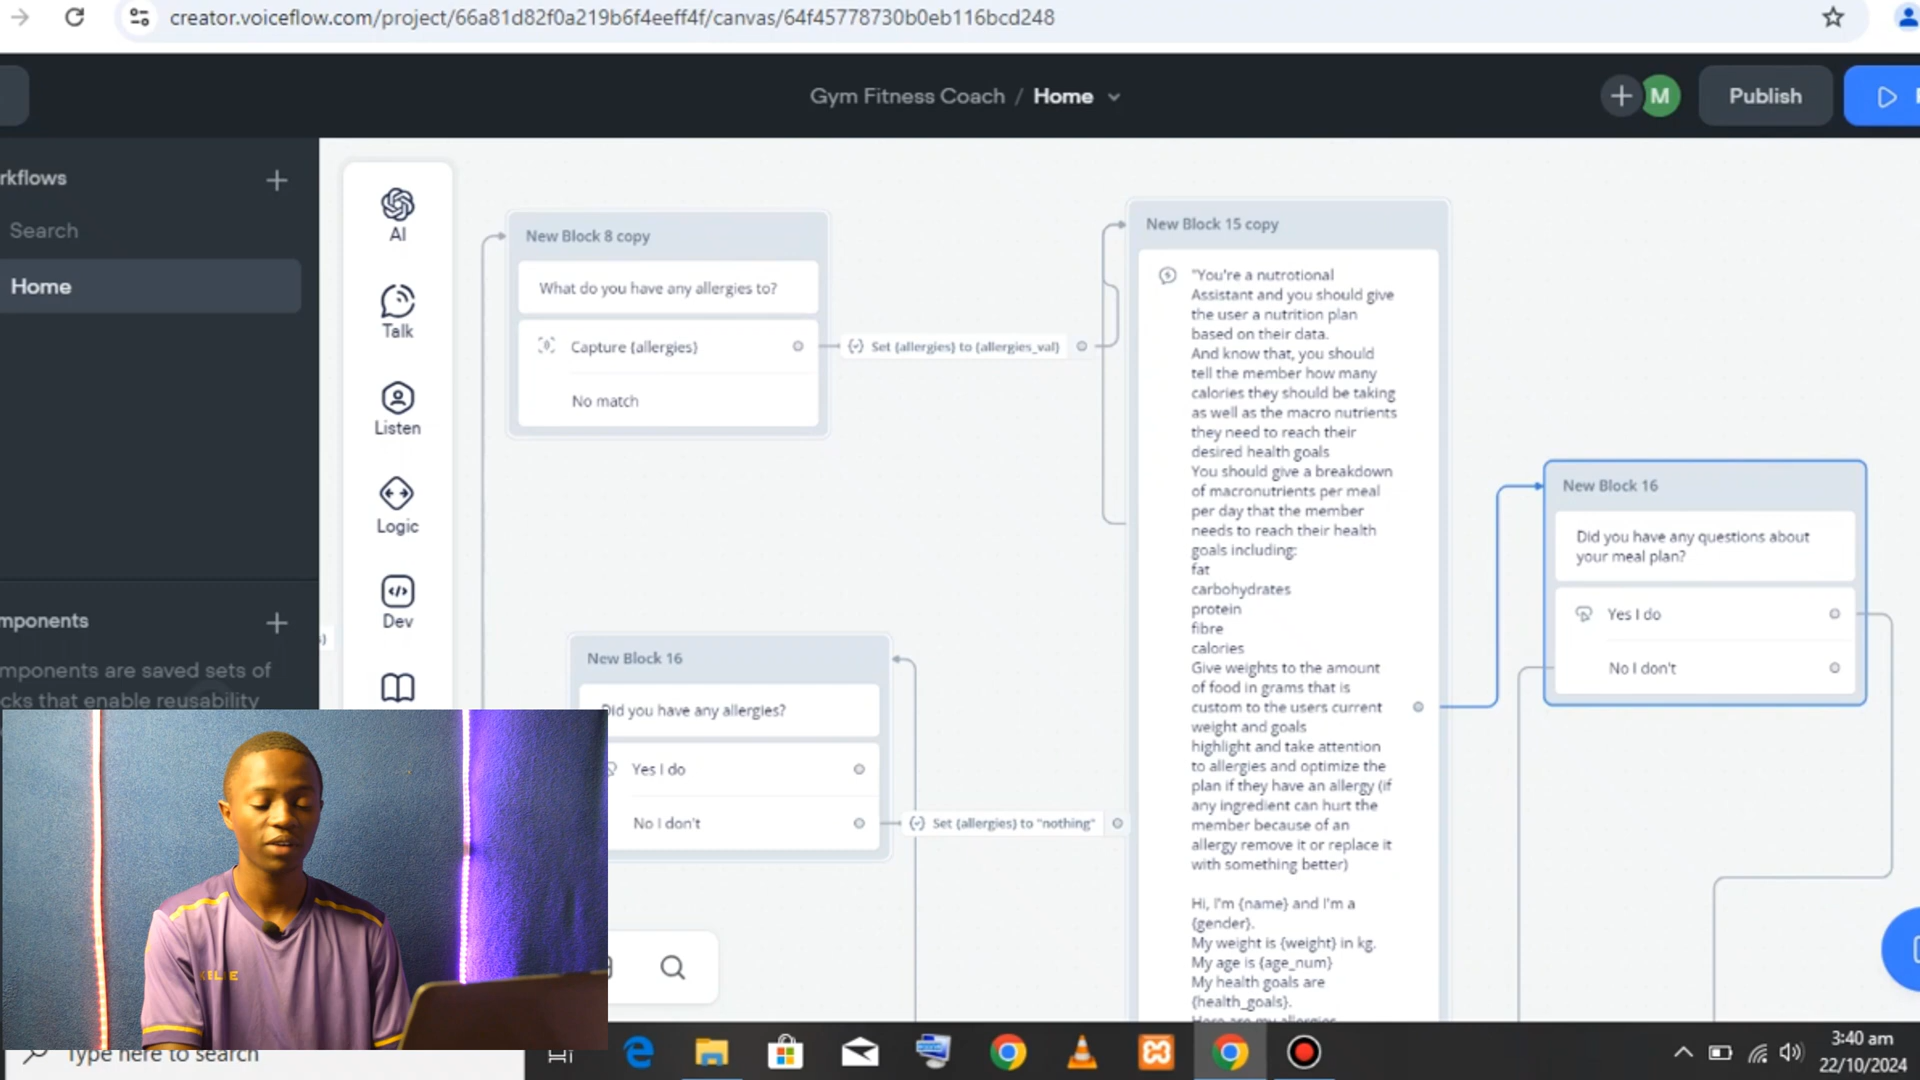 creator.voiceflow.com/project/66a81d82f0a219b6f4eeff4f/canvas/64f45778730b0eb116bcd248
Gym Fitness Coach / Home
M
Publish
rkflows
Search
Home
mponents
mponents are saved sets of
cks that enable reusability
AI
Talk
Listen
Logic
Dev
New Block 8 copy
What do you have any allergies to?
Capture {allergies}
No match
Set {allergies} to {allergies_val}
New Block 16
Did you have any allergies?
Yes I do
No I don't
Set {allergies} to "nothing"
New Block 15 copy
"You're a nutrotional
Assistant and you should give
the user a nutrition plan
based on their data.
And know that, you should
tell the member how many
calories they should be taking
as well as the macro nutrients
they need to reach their
desired health goals
You should give a breakdown
of macronutrients per meal
per day that the member
needs to reach their health
goals including:
fat
carbohydrates
protein
fibre
calories
Give weights to the amount
of food in grams that is
custom to the users current
weight and goals
highlight and take attention
to allergies and optimize the
plan if they have an allergy (if
any ingredient can hurt the
member because of an
allergy remove it or replace it
with something better)
Hi, I'm {name} and I'm a
{gender}.
My weight is {weight} in kg.
My age is {age_num}
My health goals are
{health_goals}.
Here are my allergies
New Block 16
Did you have any questions about
your meal plan?
Yes I do
No I don't
Type here to search
3:40 am
22/10/2024